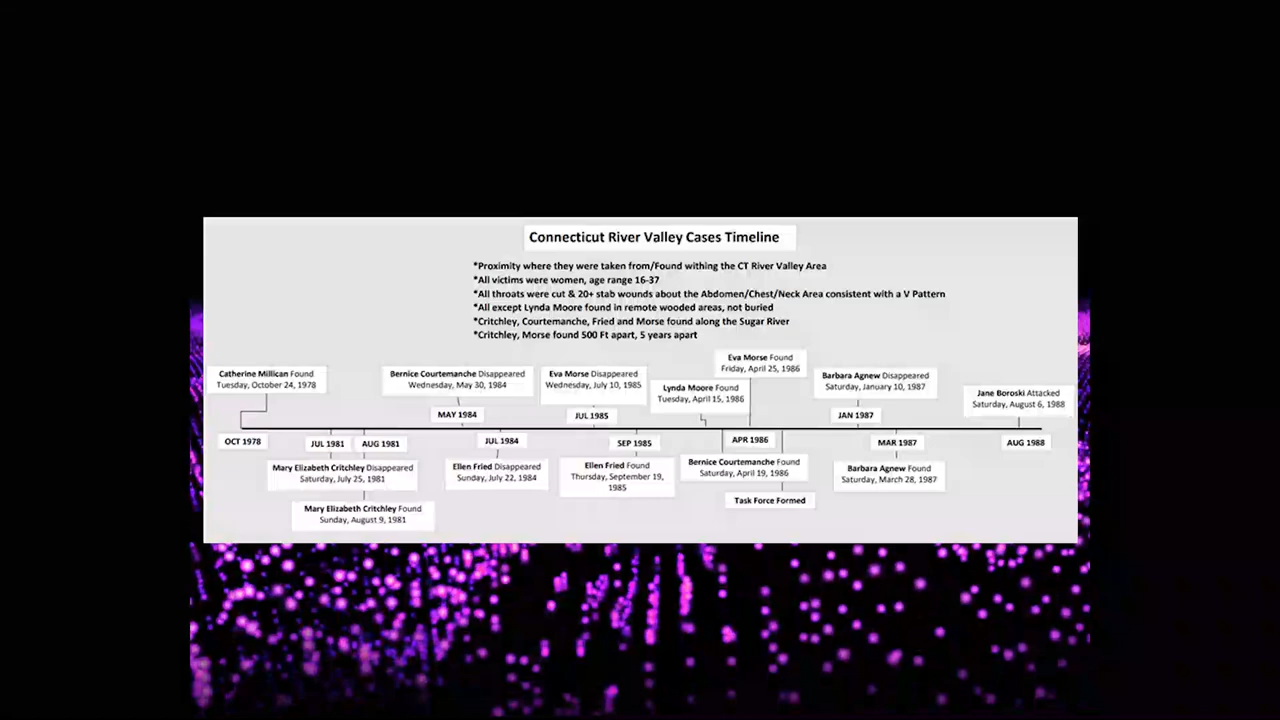 Connecticut River Valley Cases Timeline
*Proximity where they were taken from/Found withing the CT River Valley Area
*All victims were women, age range 16-37
*All throats were cut & 20+ stab wounds about the Abdomen/Chest/Neck Area consistent with a V Pattern
*All except Lynda Moore found in remote wooded areas, not buried
*Critchley, Courtemanche, Fried and Morse found along the Sugar River
*Critchley, Morse found 500 Ft apart, 5 years apart
Catherine Millican Found
Tuesday, October 24, 1978
Bernice Courtemanche Disappeared
Wednesday, May 30, 1984
Eva Morse Disappeared
Wednesday, July 10, 1985
Lynda Moore Found
Tuesday, April 15, 1986
Eva Morse Found
Friday, April 25, 1986
Barbara Agnew Disappeared
Saturday, January 10, 1987
Jane Boroski Attacked
Saturday, August 6, 1988
MAY 1984
JUL 1985
JAN 1987
OCT 1978
JUL 1981
AUG 1981
JUL 1984
SEP 1985
APR 1986
MAR 1987
AUG 1988
Mary Elizabeth Critchley Disappeared
Saturday, July 25, 1981
Mary Elizabeth Critchley Found
Sunday, August 9, 1981
Ellen Fried Disappeared
Sunday, July 22, 1984
Ellen Fried Found
Thursday, September 19,
1985
Bernice Courtemanche Found
Saturday, April 19, 1986
Task Force Formed
Barbara Agnew Found
Saturday, March 28, 1987